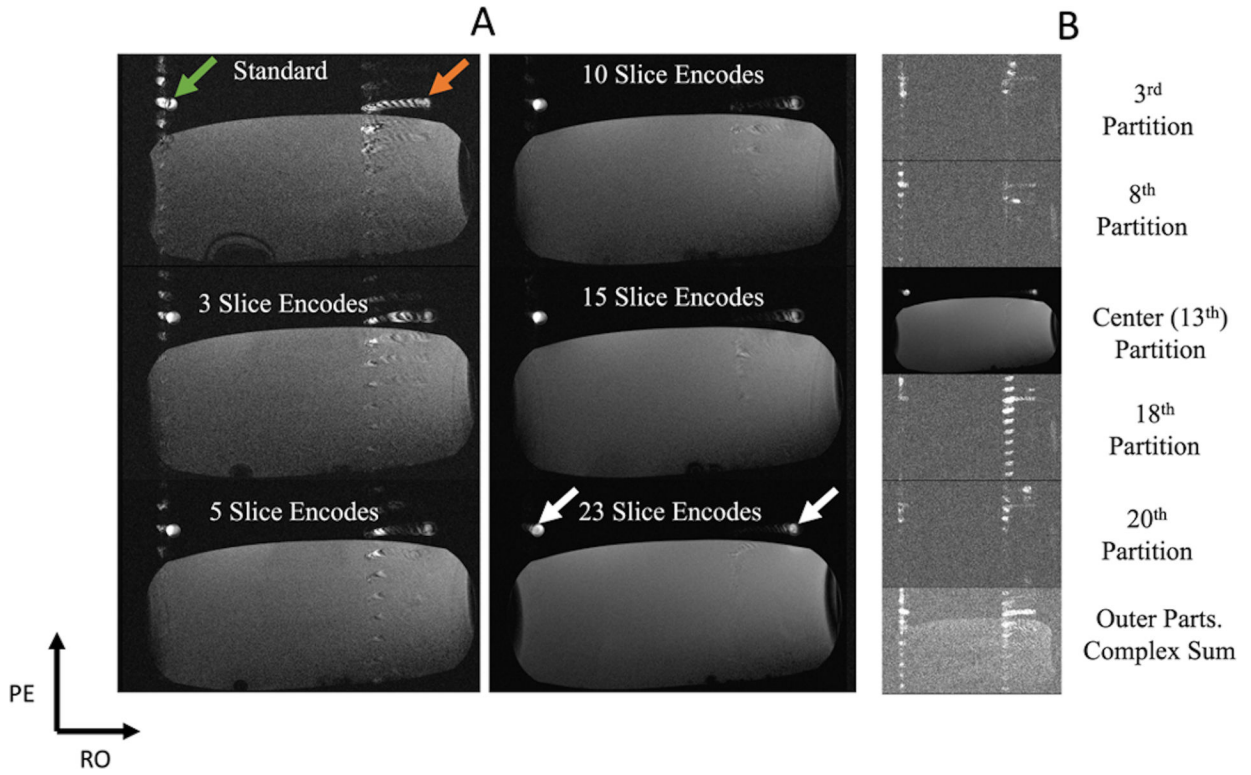 A
B
Standard
10 Slice Encodes
3 Slice Encodes
15 Slice Encodes
5 Slice Encodes
23 Slice Encodes
3rd
Partition
8th
Partition
Center (13th)
Partition
18th
Partition
20th
Partition
Outer Parts.
Complex Sum
PE
RO